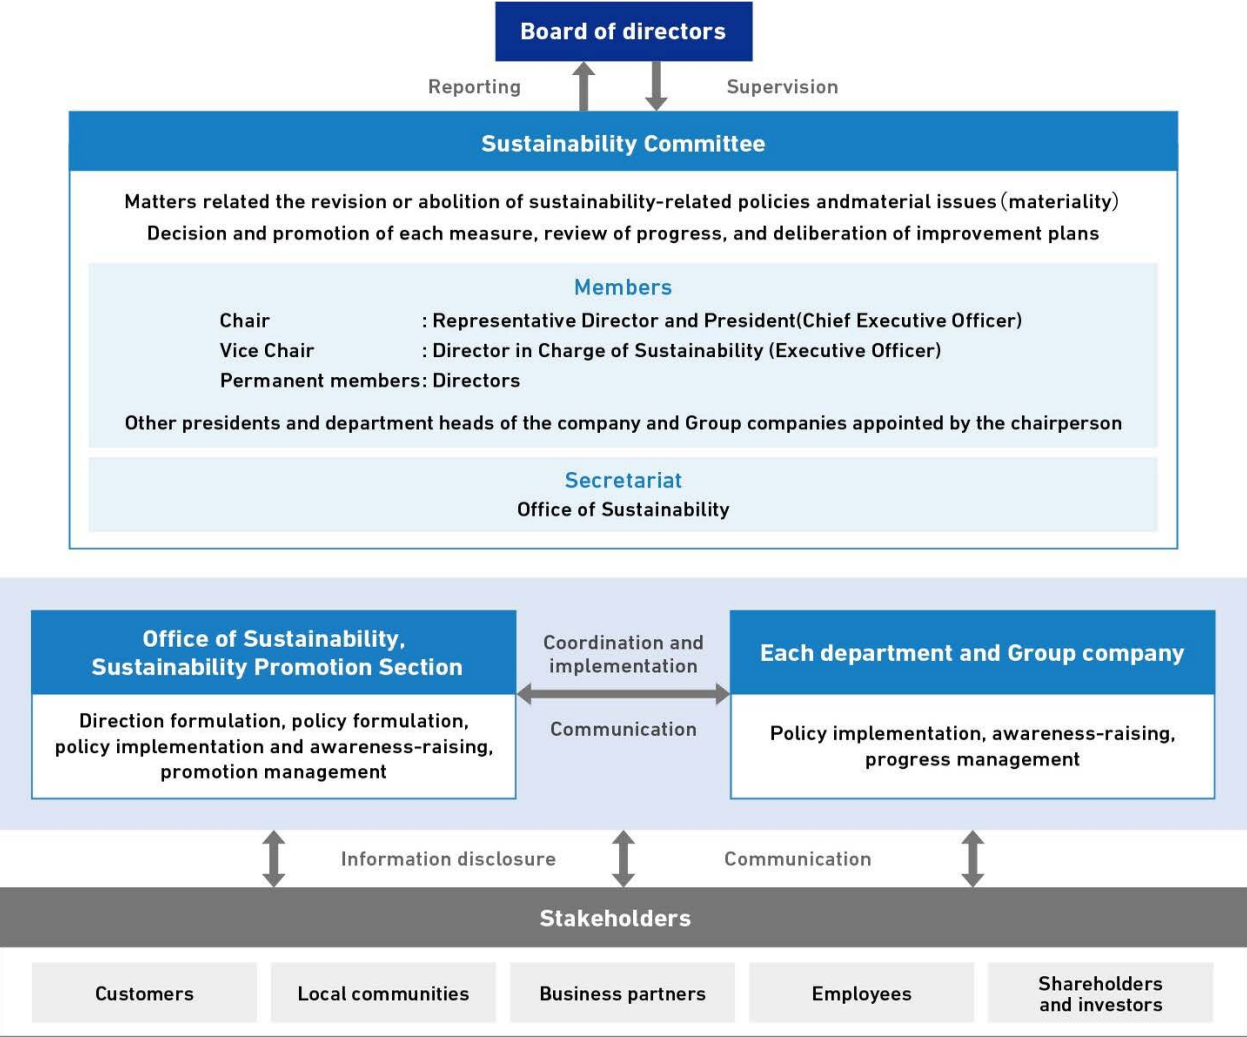 Board of directors
Reporting
Supervision
Sustainability Committee
Matters related the revision or abolition of sustainability-related policies andmaterial issues（materiality）
Decision and promotion of each measure, review of progress, and deliberation of improvement plans
Members
Chair : Representative Director and President(Chief Executive Officer)
Vice Chair : Director in Charge of Sustainability (Executive Officer)
Permanent members: Directors
Other presidents and department heads of the company and Group companies appointed by the chairperson
Secretariat
Office of Sustainability
Office of Sustainability,
Sustainability Promotion Section
Direction formulation, policy formulation,
policy implementation and awareness-raising,
promotion management
Coordination and
implementation
Communication
Each department and Group company
Policy implementation, awareness-raising,
progress management
Information disclosure
Communication
Stakeholders
Customers
Local communities
Business partners
Employees
Shareholders
and investors